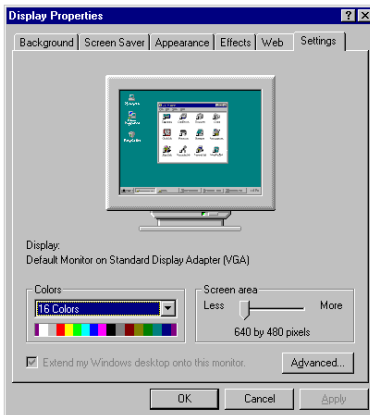 Display Properties
Background Screen Saver Appearance Effects Web Settings
Display:
Default Monitor on Standard Display Adapter (VGA)
Colors
16 Colors
Screen area
Less More
640 by 480 pixels
Extend my Windows desktop onto this monitor.
Advanced...
OK Cancel Apply